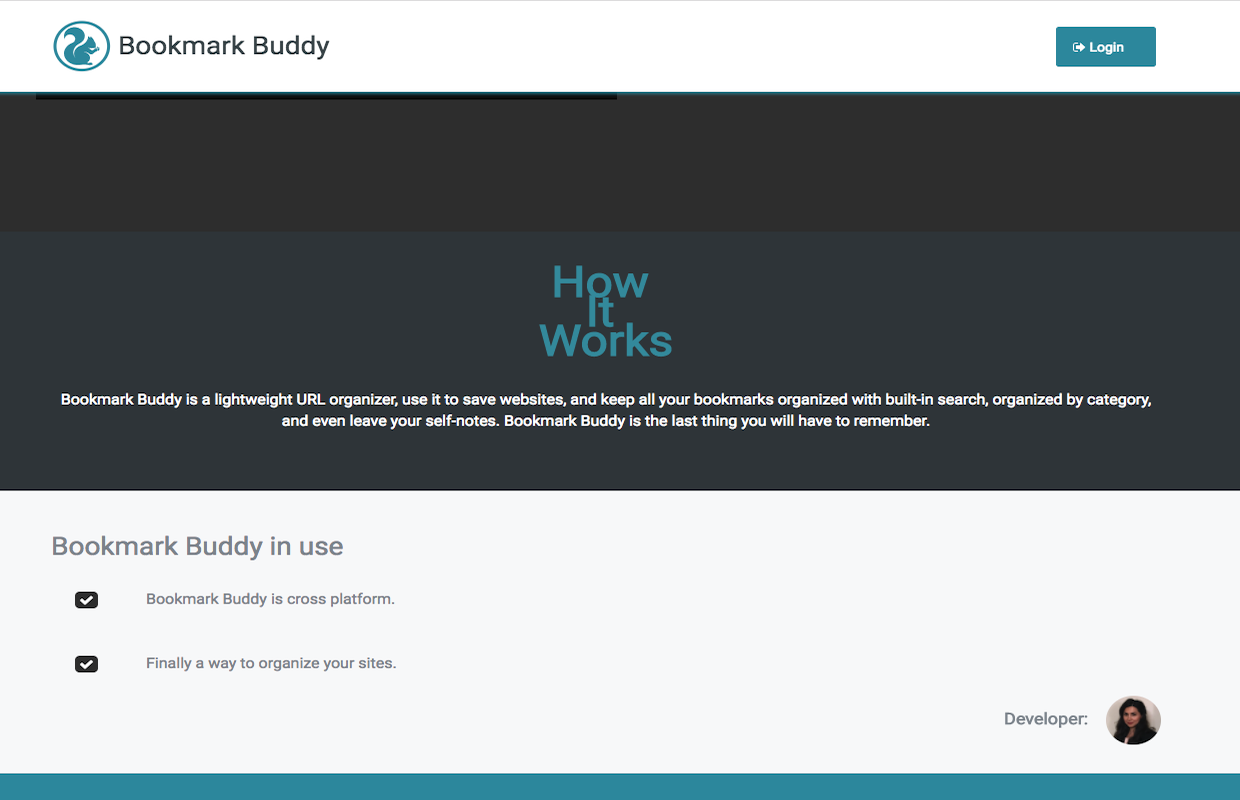 Bookmark Buddy
Login
How
It
Works
Bookmark Buddy is a lightweight URL organizer, use it to save websites, and keep all your bookmarks organized with built-in search, organized by category,
and even leave your self-notes. Bookmark Buddy is the last thing you will have to remember.
Bookmark Buddy in use
Bookmark Buddy is cross platform.
Finally a way to organize your sites.
Developer: